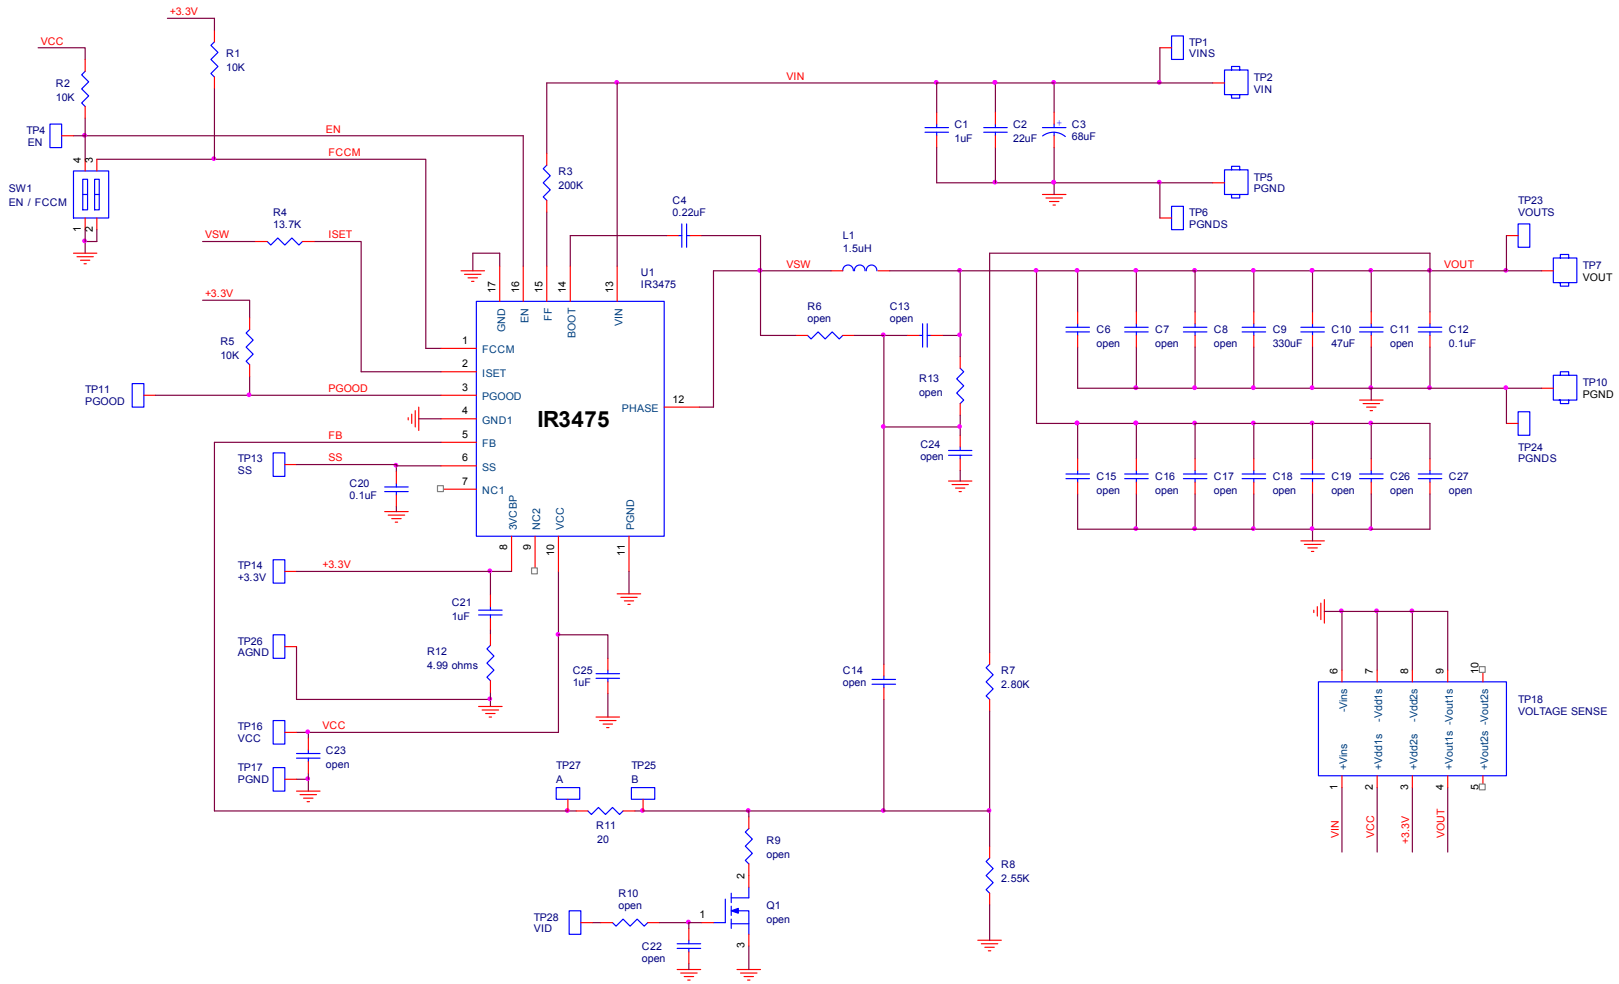 +3.3V
VCC
R1
10K
R2
10K
TP4
EN
EN
FCCM
4
3
SW1
EN / FCCM
1
2
R4
13.7K
VSW
ISET
+3.3V
R5
10K
TP11
PGOOD
PGOOD
FB
TP13
SS
SS
C20
0.1uF
TP14
+3.3V
+3.3V
C21
1uF
TP26
AGND
R12
4.99 ohms
TP16
VCC
VCC
C23
open
TP17
PGND
C25
1uF
R3
200K
C4
0.22uF
U1
IR3475
17
16
15
14
13
GND
EN
FF
BOOT
VIN
1
FCCM
2
ISET
3
PGOOD
4
GND1
5
FB
6
SS
7
NC1
IR3475
PHASE
12
3VCBP
NC2
VCC
PGND
8
9
10
11
VIN
C1
1uF
C2
22uF
+
C3
68uF
TP1
VINS
TP2
VIN
TP5
PGND
TP6
PGNDS
L1
1.5uH
VSW
R6
open
C13
open
R13
open
C24
open
C14
open
VOUT
TP23
VOUTS
TP7
VOUT
C6
open
C7
open
C8
open
C9
330uF
C10
47uF
C11
open
C12
0.1uF
TP10
PGND
TP24
PGNDS
C15
open
C16
open
C17
open
C18
open
C19
open
C26
open
C27
open
R7
2.80K
R8
2.55K
TP27
A
TP25
B
R11
20
R9
open
2
R10
open
1
Q1
open
3
TP28
VID
C22
open
6
7
8
9
10
-Vins
-Vdd1s
-Vdd2s
-Vout1s
-Vout2s
TP18
VOLTAGE SENSE
+Vins
+Vdd1s
+Vdd2s
+Vout1s
+Vout2s
1
2
3
4
5
VIN
VCC
+3.3V
VOUT